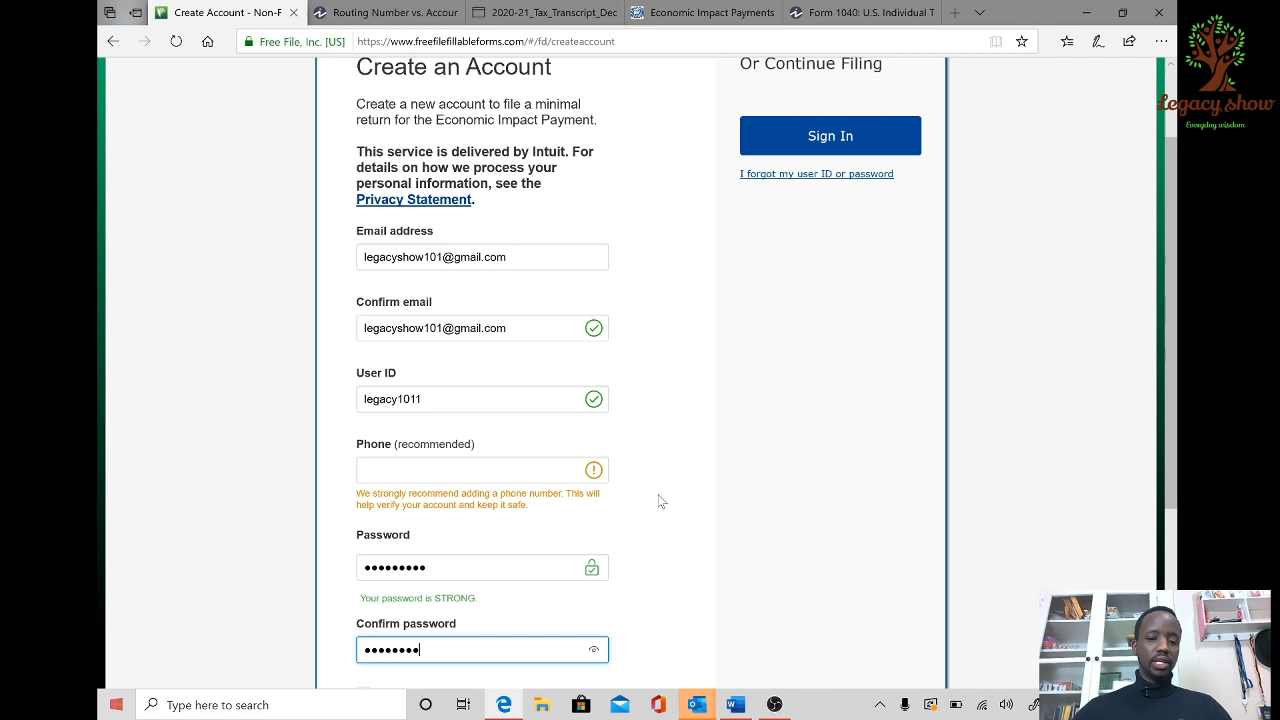 Create Account - Non-F
Routing Number vs. Accour
2020-21_Tax_Transcript_Dec
Economic Impact Payments
Form 1040: U.S. Individual T
Free File, Inc. [US]
https://www.freefilefillableforms.com/#/fd/createaccount
Legacy show
Everyday wisdom
Create an Account
Create a new account to file a minimal
return for the Economic Impact Payment.
This service is delivered by Intuit. For
details on how we process your
personal information, see the
Privacy Statement.
Email address
legacyshow101@gmail.com
Confirm email
legacyshow101@gmail.com
User ID
legacy1011
Phone (recommended)
We strongly recommend adding a phone number. This will
help verify your account and keep it safe.
Password
•••••••••
Your password is STRONG.
Confirm password
••••••••
Or Continue Filing
Sign In
I forgot my user ID or password
Type here to search